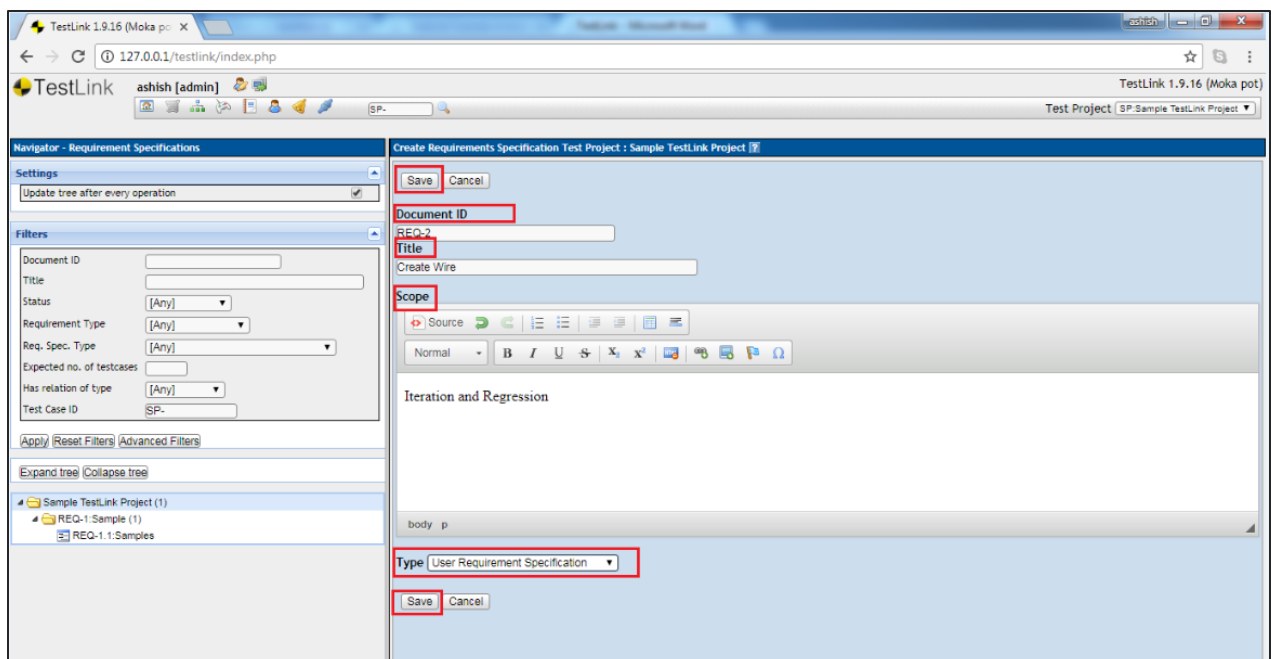 TestLink 1.9.16 (Moka po
TestLink - Microsoft Word
ashish
127.0.0.1/testlink/index.php
TestLink
ashish [admin]
TestLink 1.9.16 (Moka pot)
SP-
Test Project
SP:Sample TestLink Project
Navigator - Requirement Specifications
Settings
Update tree after every operation
Filters
Document ID
Title
Status
[Any]
Requirement Type
[Any]
Req. Spec. Type
[Any]
Expected no. of testcases
Has relation of type
[Any]
Test Case ID
SP-
Apply Reset Filters Advanced Filters
Expand tree Collapse tree
Sample TestLink Project (1)
REQ-1:Sample (1)
REQ-1.1:Samples
Create Requirements Specification Test Project : Sample TestLink Project ?
Save Cancel
Document ID
REQ-2
Title
Create Wire
Scope
Source
Normal B I U S X₂ X² Ω
Iteration and Regression
body p
Type User Requirement Specification
Save Cancel